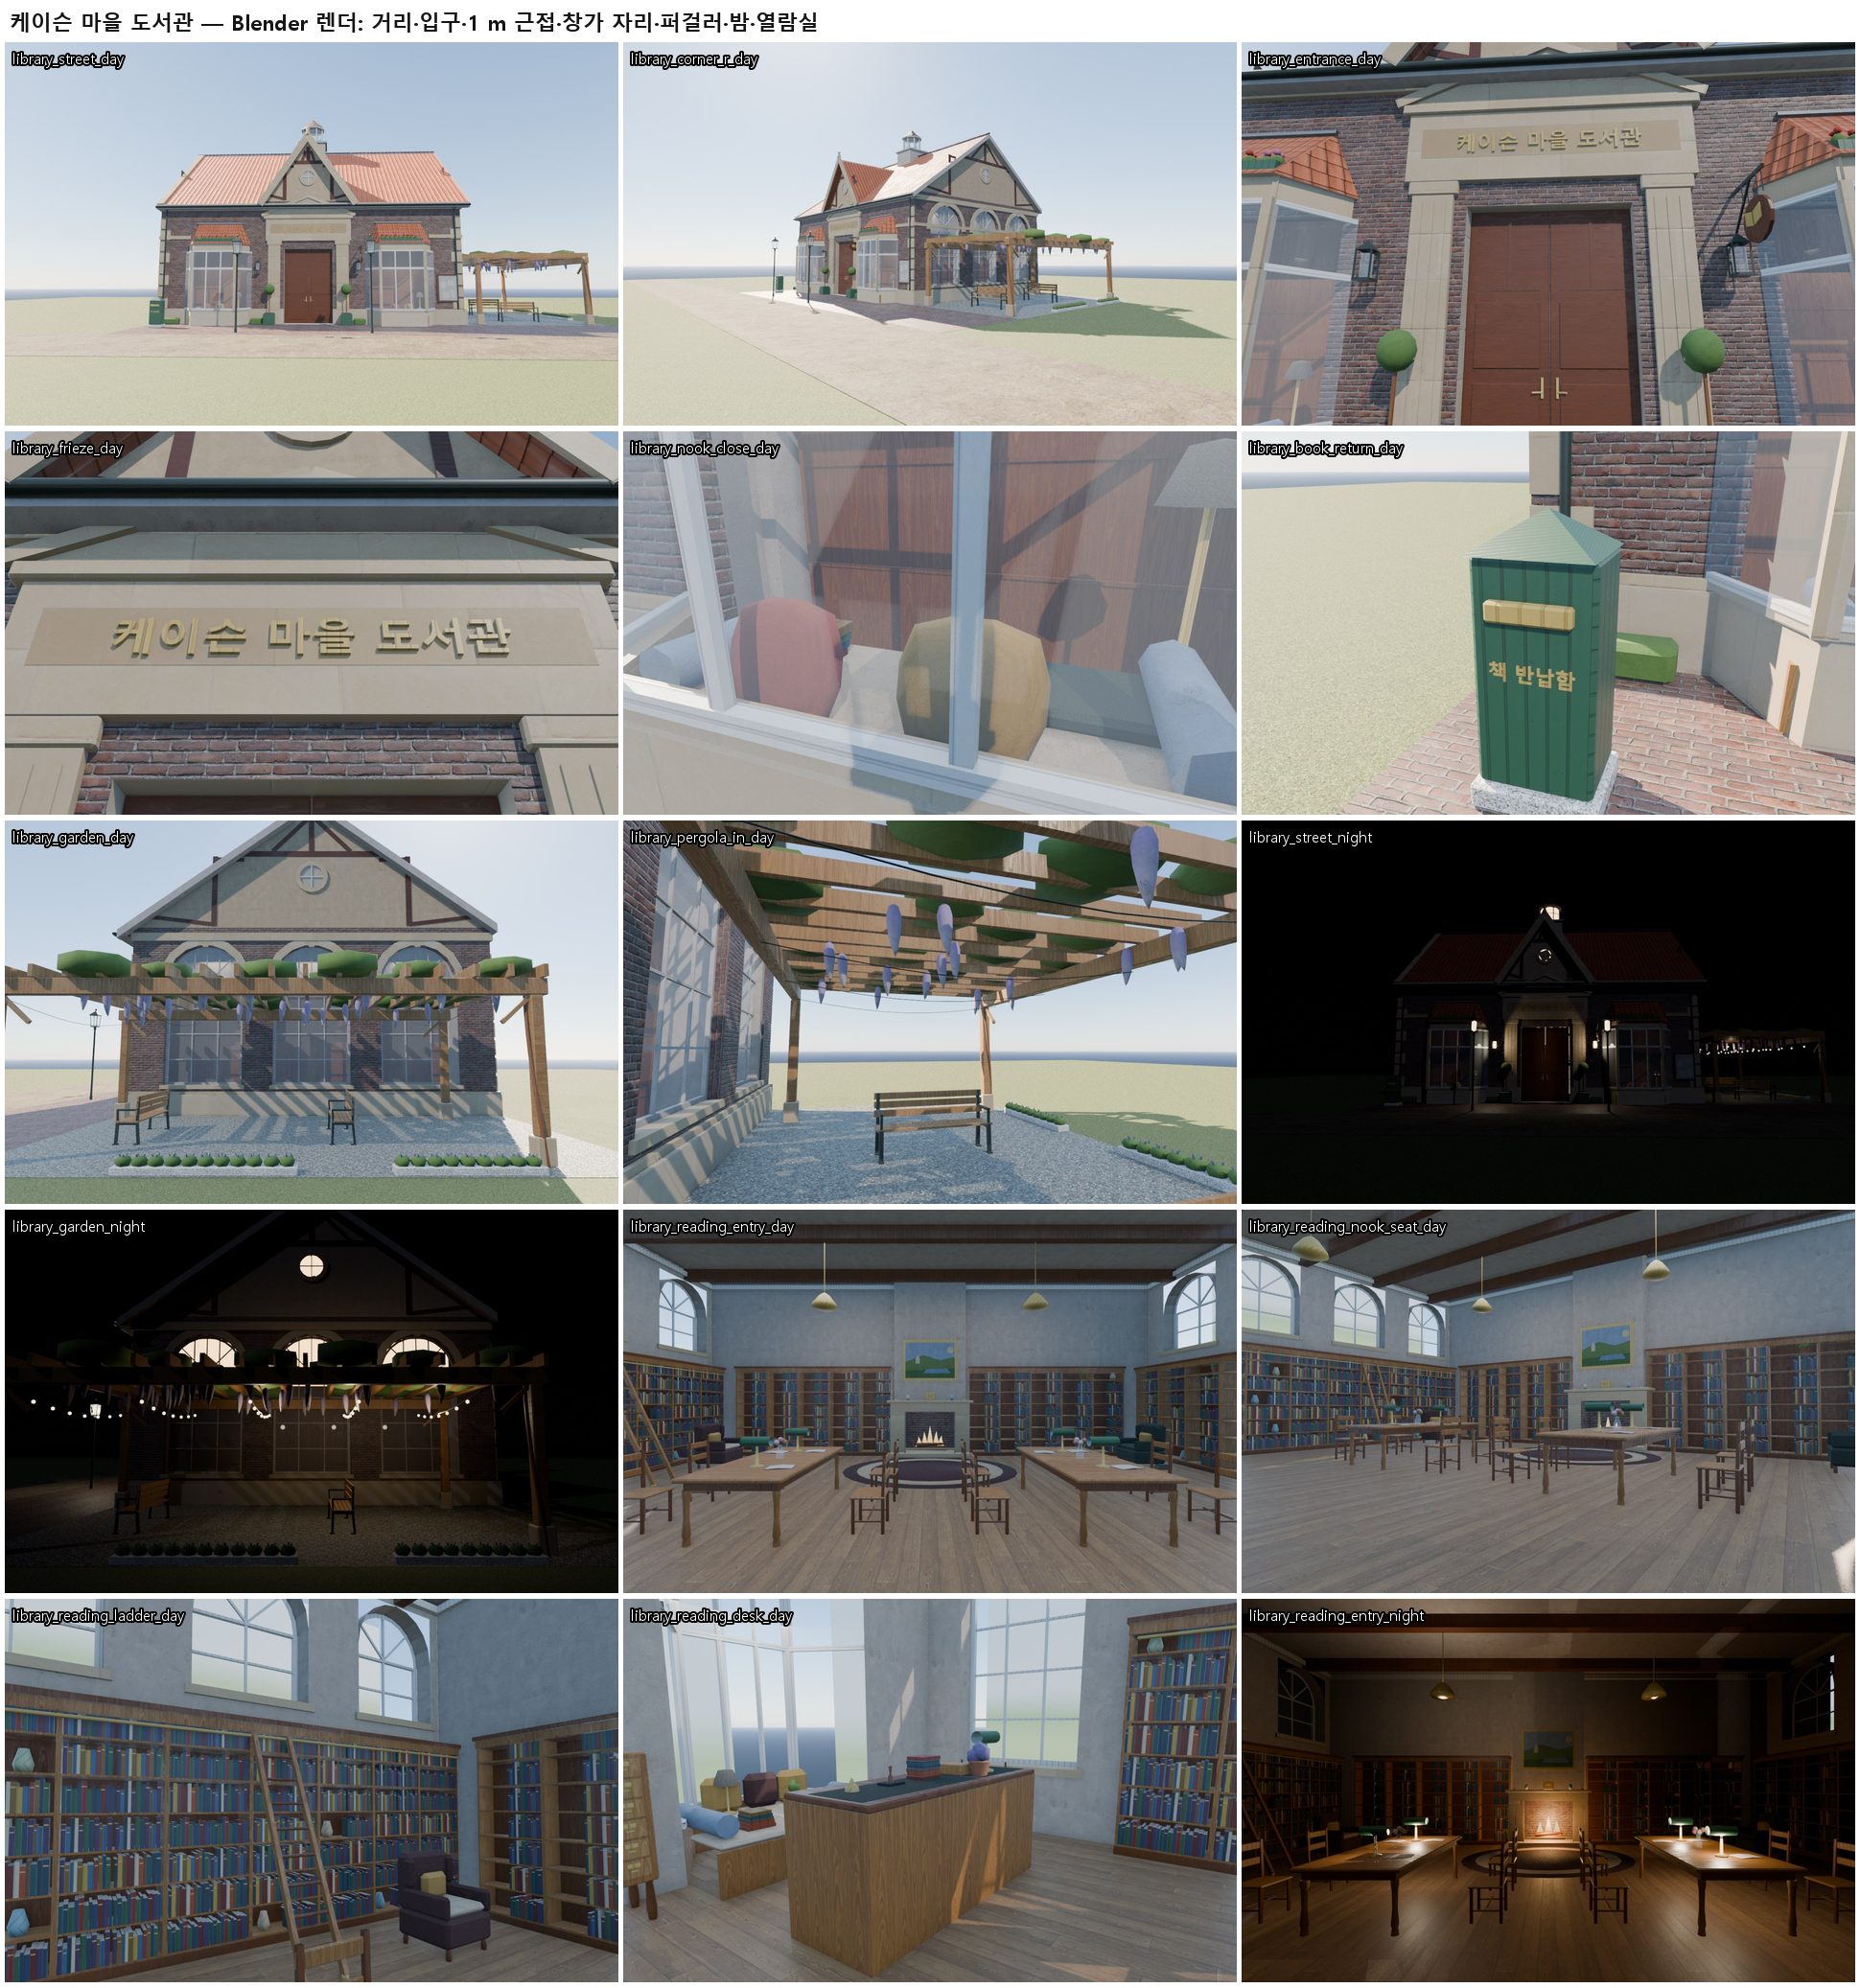 케이슨 마을 도서관 — Blender 렌더: 거리·입구·1 m 근접·창가 자리·퍼걸러·밤·열람실
library_street_day
library_corner_r_day
library_entrance_day
케이슨 마을 도서관
library_frieze_day
케이슨 마을 도서관
library_nook_close_day
library_book_return_day
책 반납함
library_garden_day
library_pergola_in_day
library_street_night
library_garden_night
library_reading_entry_day
library_reading_nook_seat_day
library_reading_ladder_day
library_reading_desk_day
library_reading_entry_night